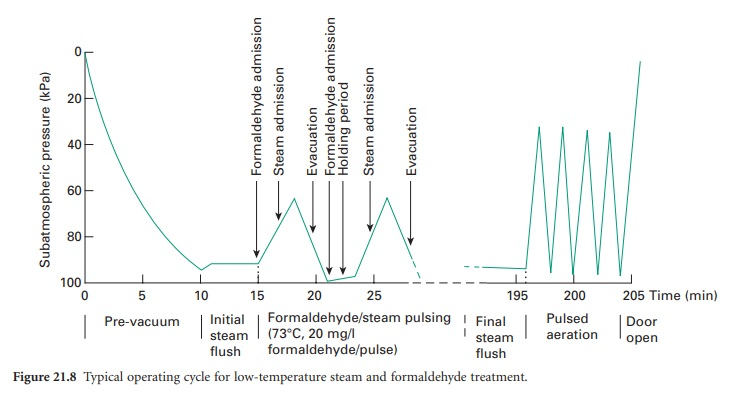 Subatmospheric pressure (kPa)
0
20
40
60
80
100
Formaldehyde admission
Steam admission
Evacuation
Formaldehyde admission
Holding period
Steam admission
Evacuation
0 5 10 15 20 25 195 200 205 Time (min)
Pre-vacuum
Initial
steam
flush
Formaldehyde/steam pulsing
(73°C, 20 mg/l
formaldehyde/pulse)
Final
steam
flush
Pulsed
aeration
Door
open
Figure 21.8 Typical operating cycle for low-temperature steam and formaldehyde treatment.